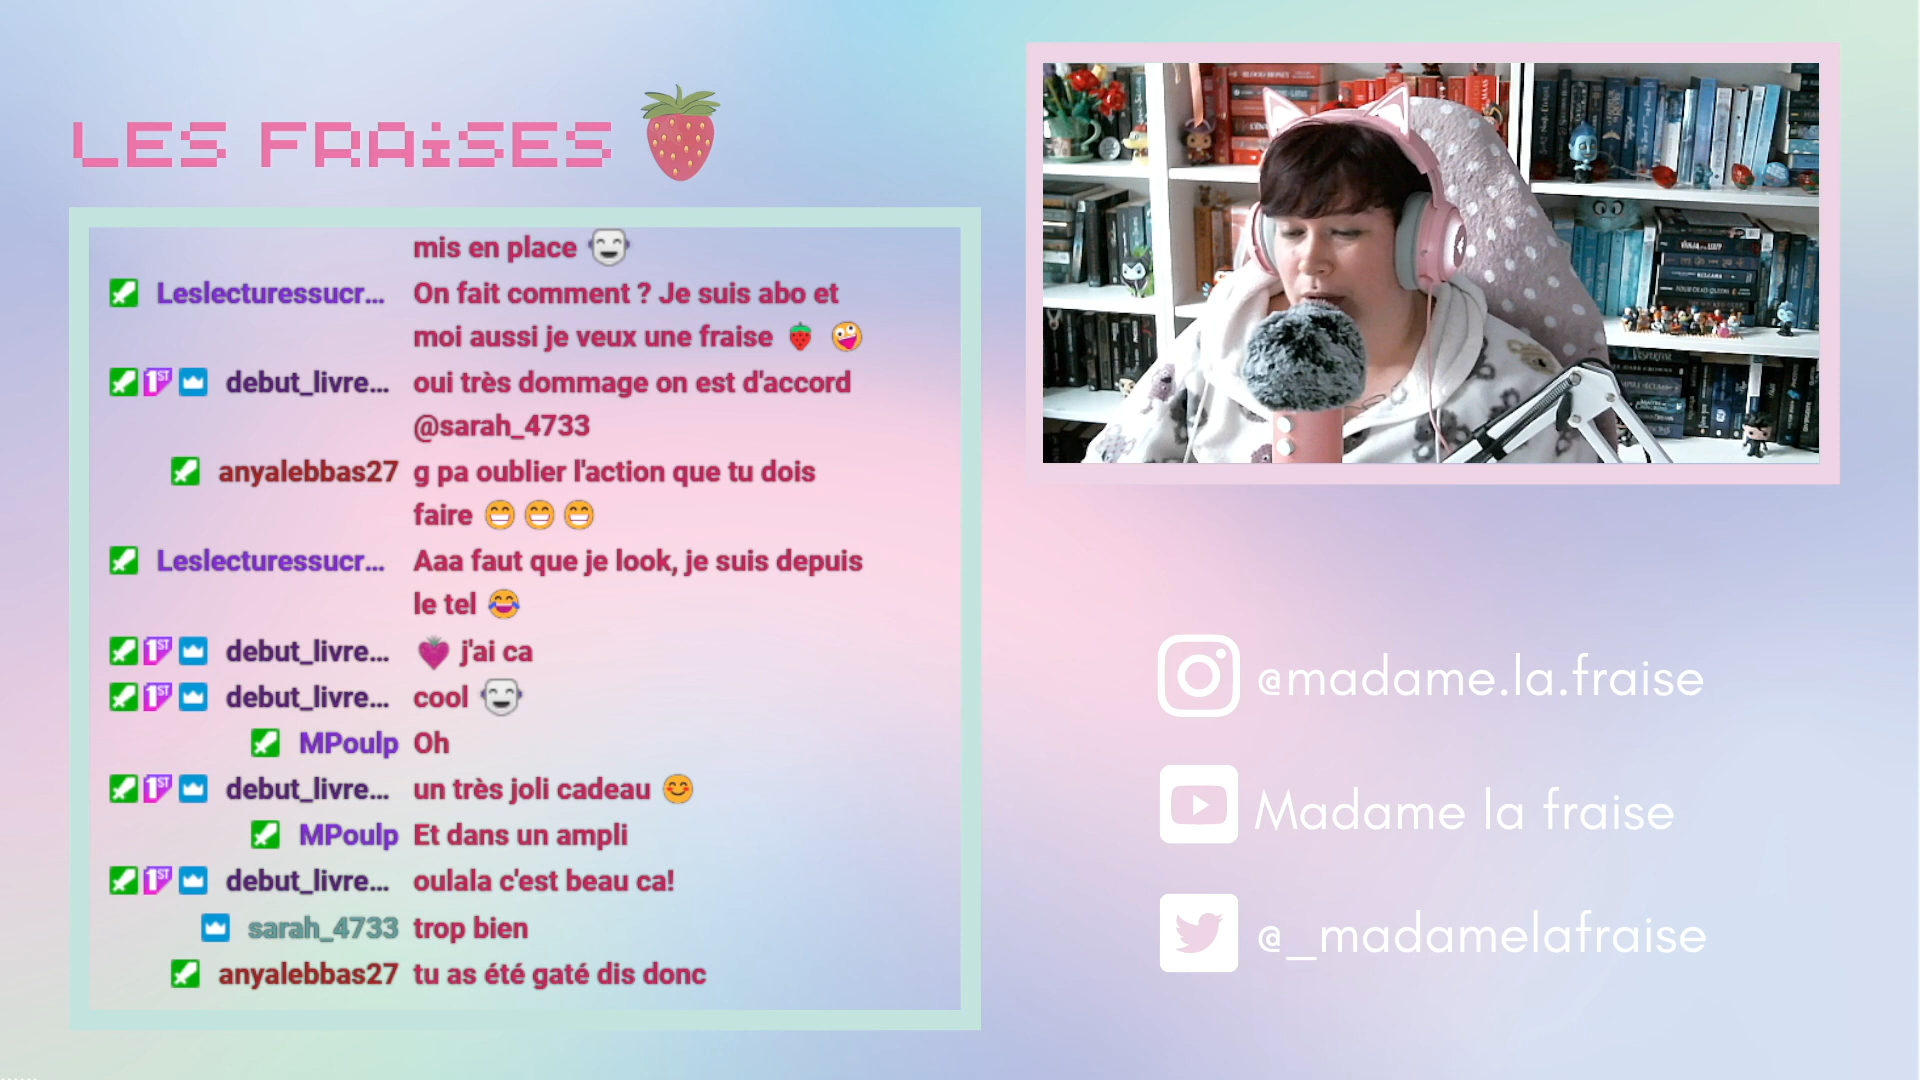 LES FRAiSES
mis en place
Leslecturessucr... On fait comment ? Je suis abo et
moi aussi je veux une fraise
debut_livre... oui très dommage on est d'accord
@sarah_4733
anyalebbas27 g pa oublier l'action que tu dois
faire
Leslecturessucr... Aaa faut que je look, je suis depuis
le tel
1ST debut_livre... j'ai ca
1ST debut_livre... cool
MPoulp Oh
1ST debut_livre... un très joli cadeau
MPoulp Et dans un ampli
1ST debut_livre... oulala c'est beau ca!
sarah_4733 trop bien
anyalebbas27 tu as été gaté dis donc
@madame.la.fraise
Madame la fraise
@_madamelafraise